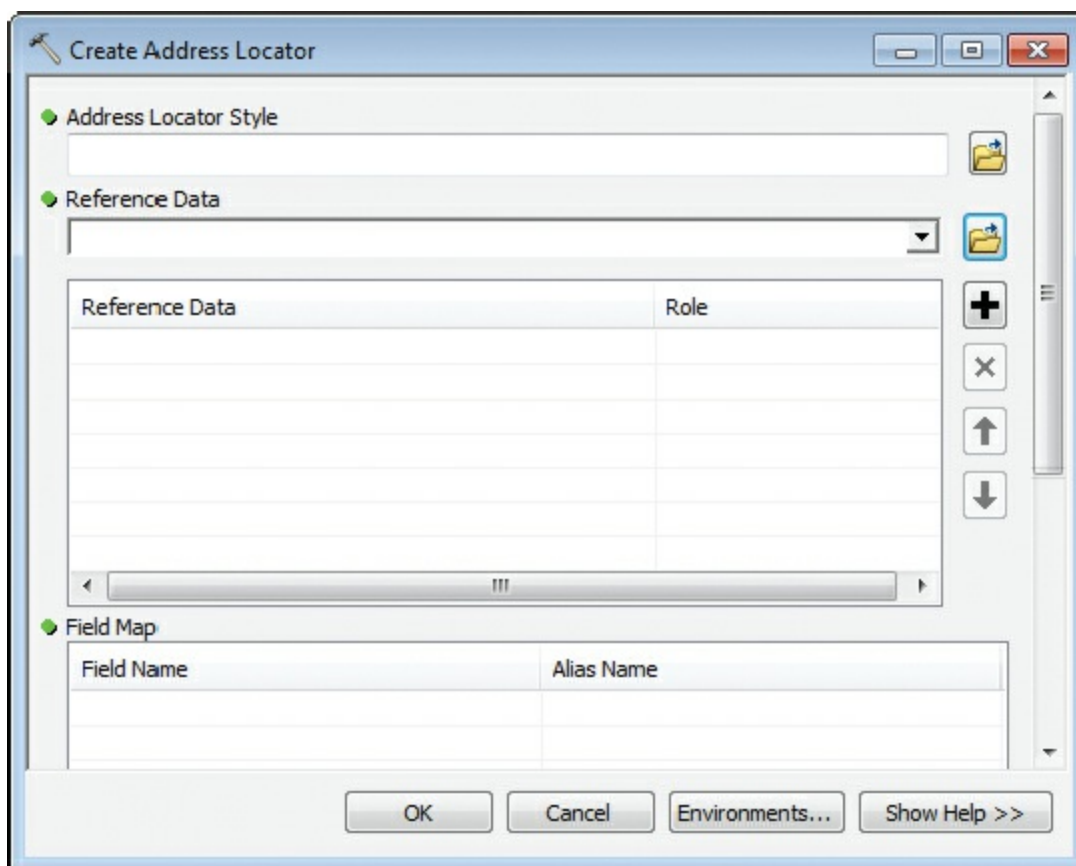 Create Address Locator
Address Locator Style
Reference Data
Reference Data Role
Field Map
Field Name Alias Name
OK Cancel Environments... Show Help >>